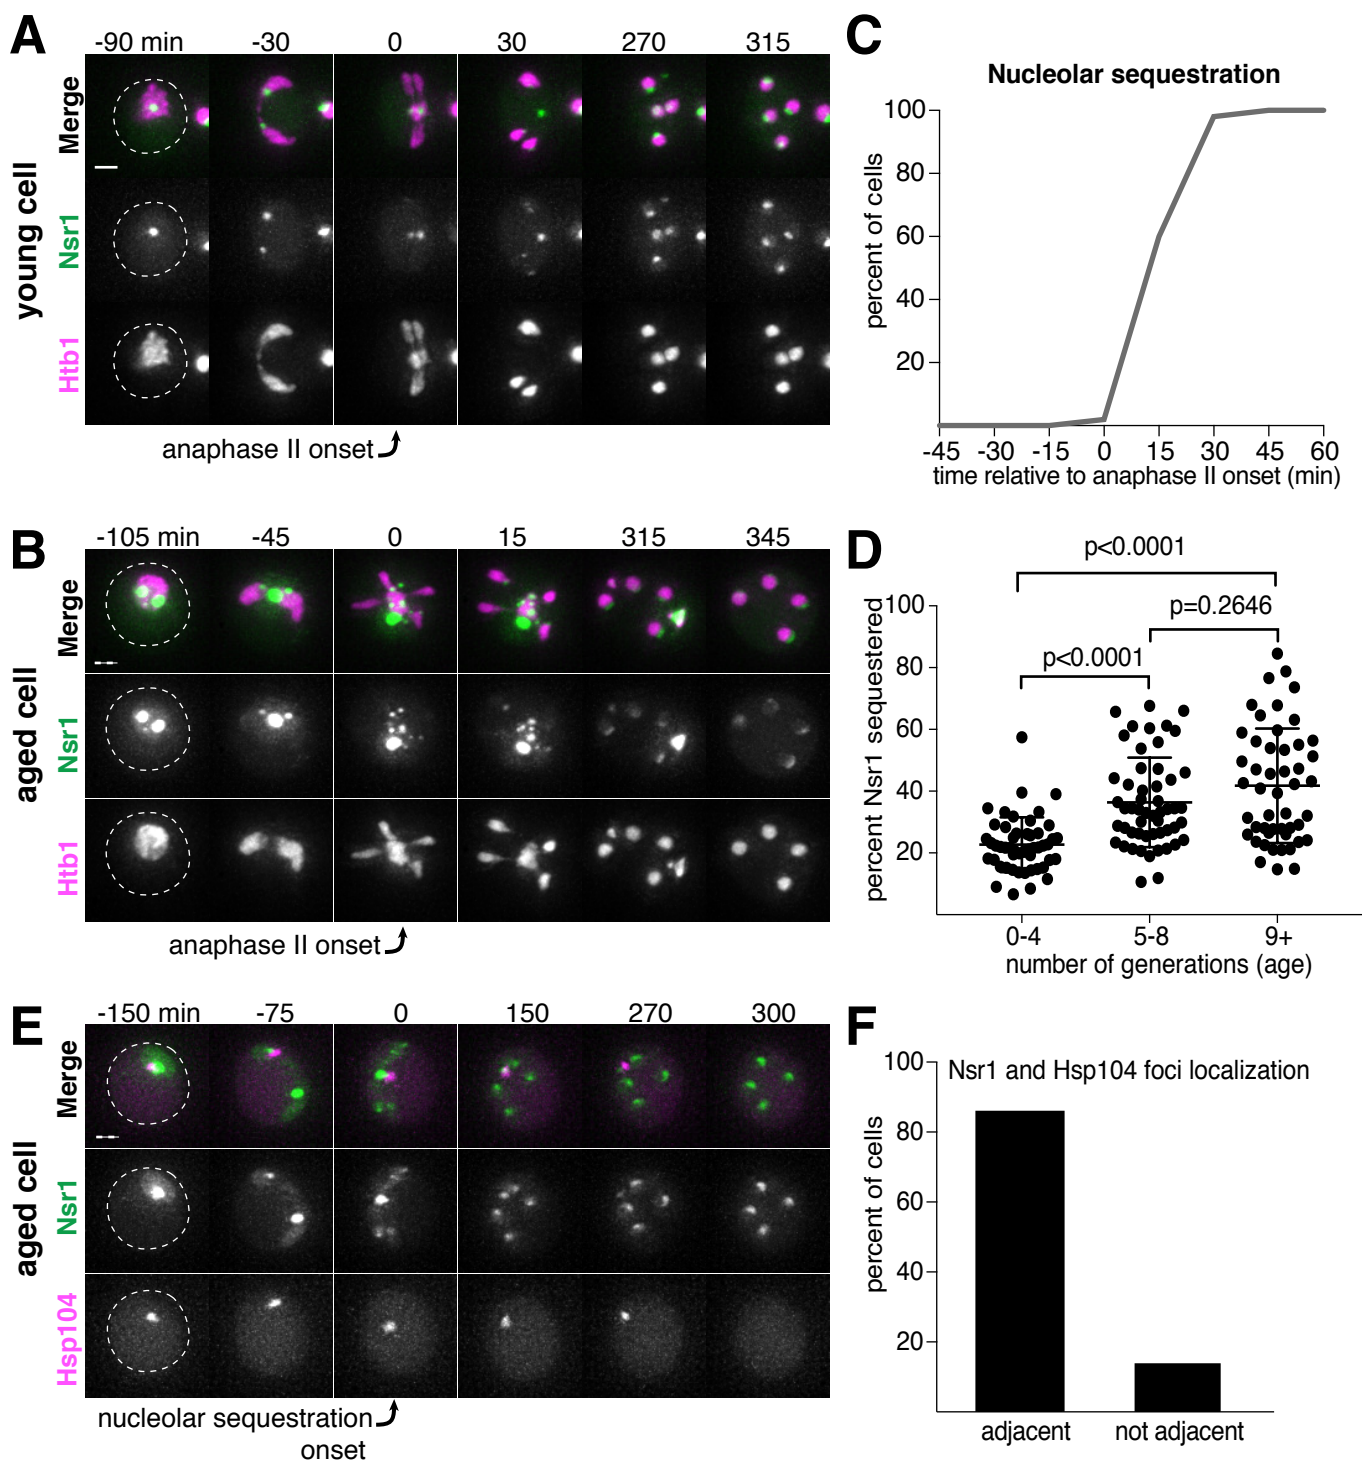 A
-90 min -30 0 30 270 315
young cell
Merge
Nsr1
Htb1
anaphase II onset
C
Nucleolar sequestration
percent of cells
100
80
60
40
20
-45 -30 -15 0 15 30 45 60
time relative to anaphase II onset (min)
B
-105 min -45 0 15 315 345
aged cell
Merge
Nsr1
Htb1
anaphase II onset
D
p<0.0001
p=0.2646
p<0.0001
percent Nsr1 sequestered
100
80
60
40
20
0-4 5-8 9+
number of generations (age)
E
-150 min -75 0 150 270 300
aged cell
Merge
Nsr1
Hsp104
nucleolar sequestration
onset
F
Nsr1 and Hsp104 foci localization
percent of cells
100
80
60
40
20
adjacent not adjacent